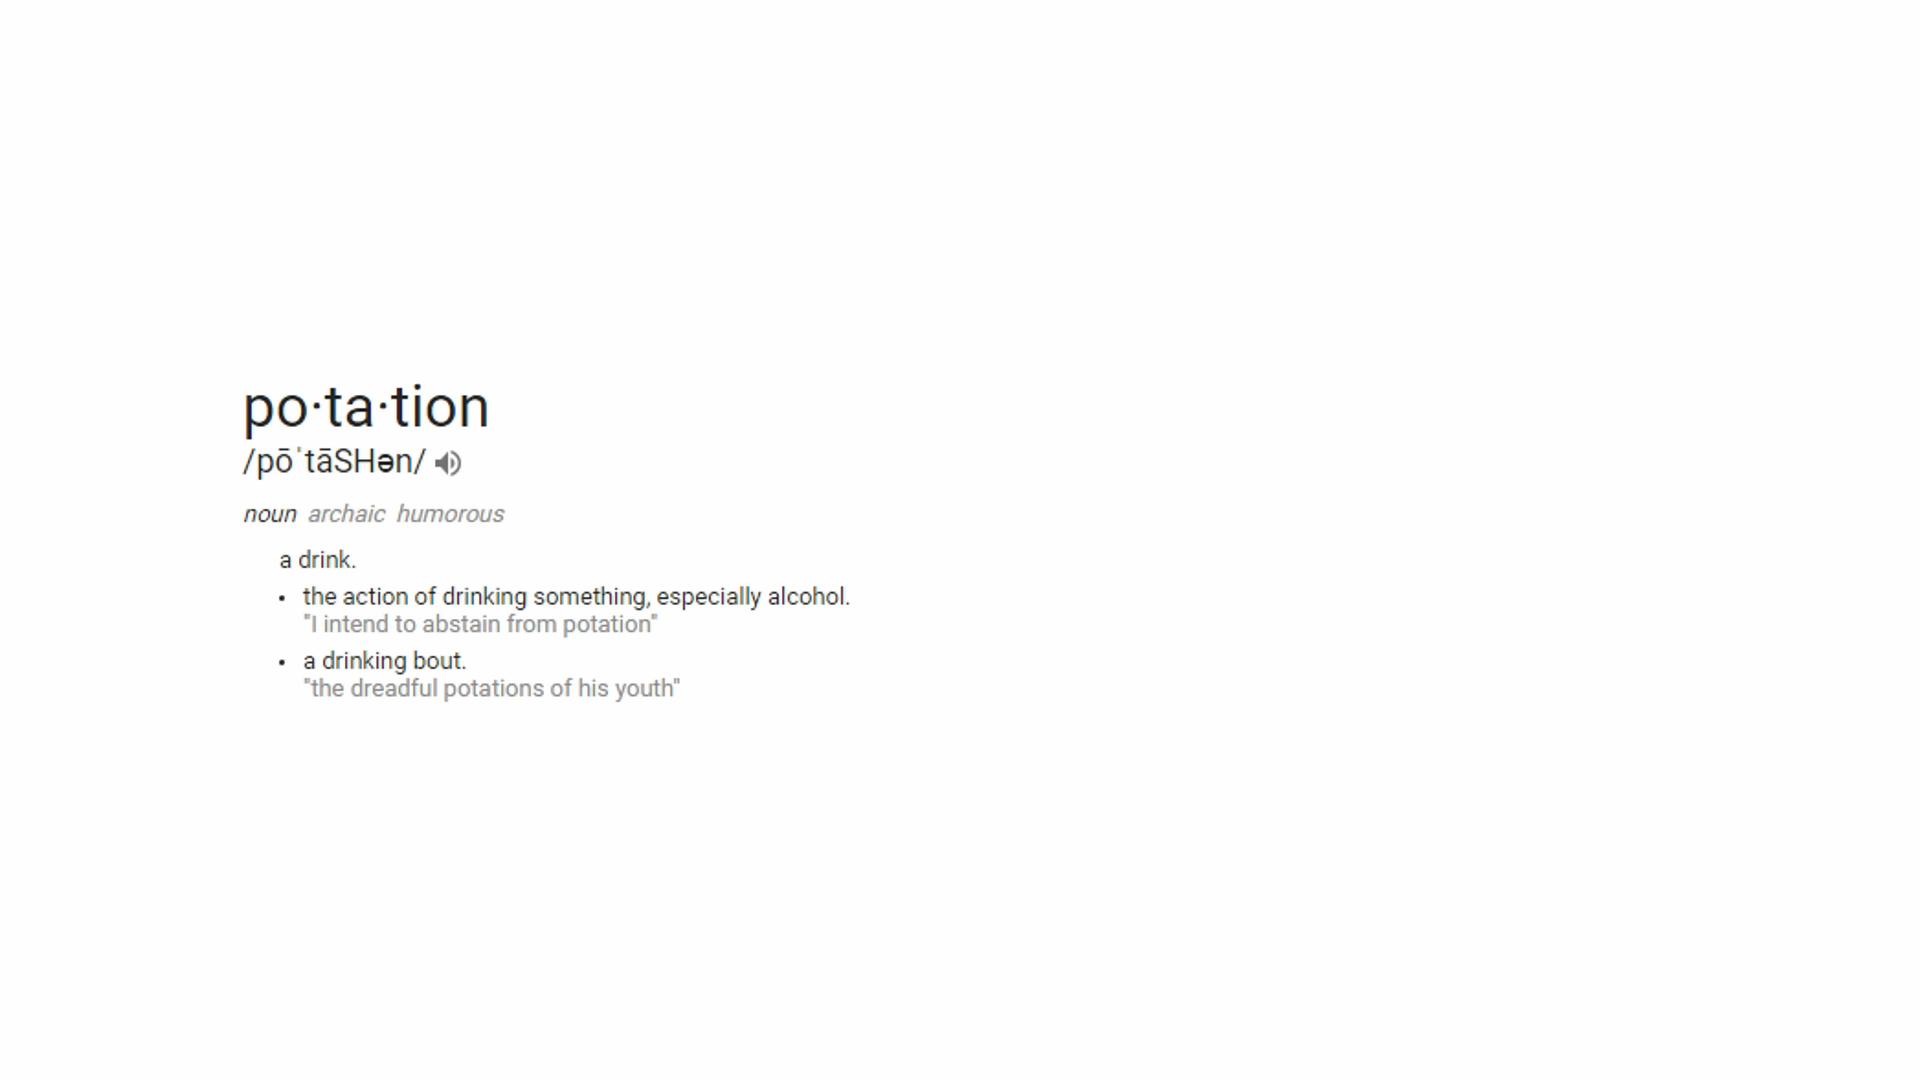 po·ta·tion
/pōˈtāSHən/
noun archaic humorous
a drink.
• the action of drinking something, especially alcohol.
"I intend to abstain from potation"
• a drinking bout.
"the dreadful potations of his youth"